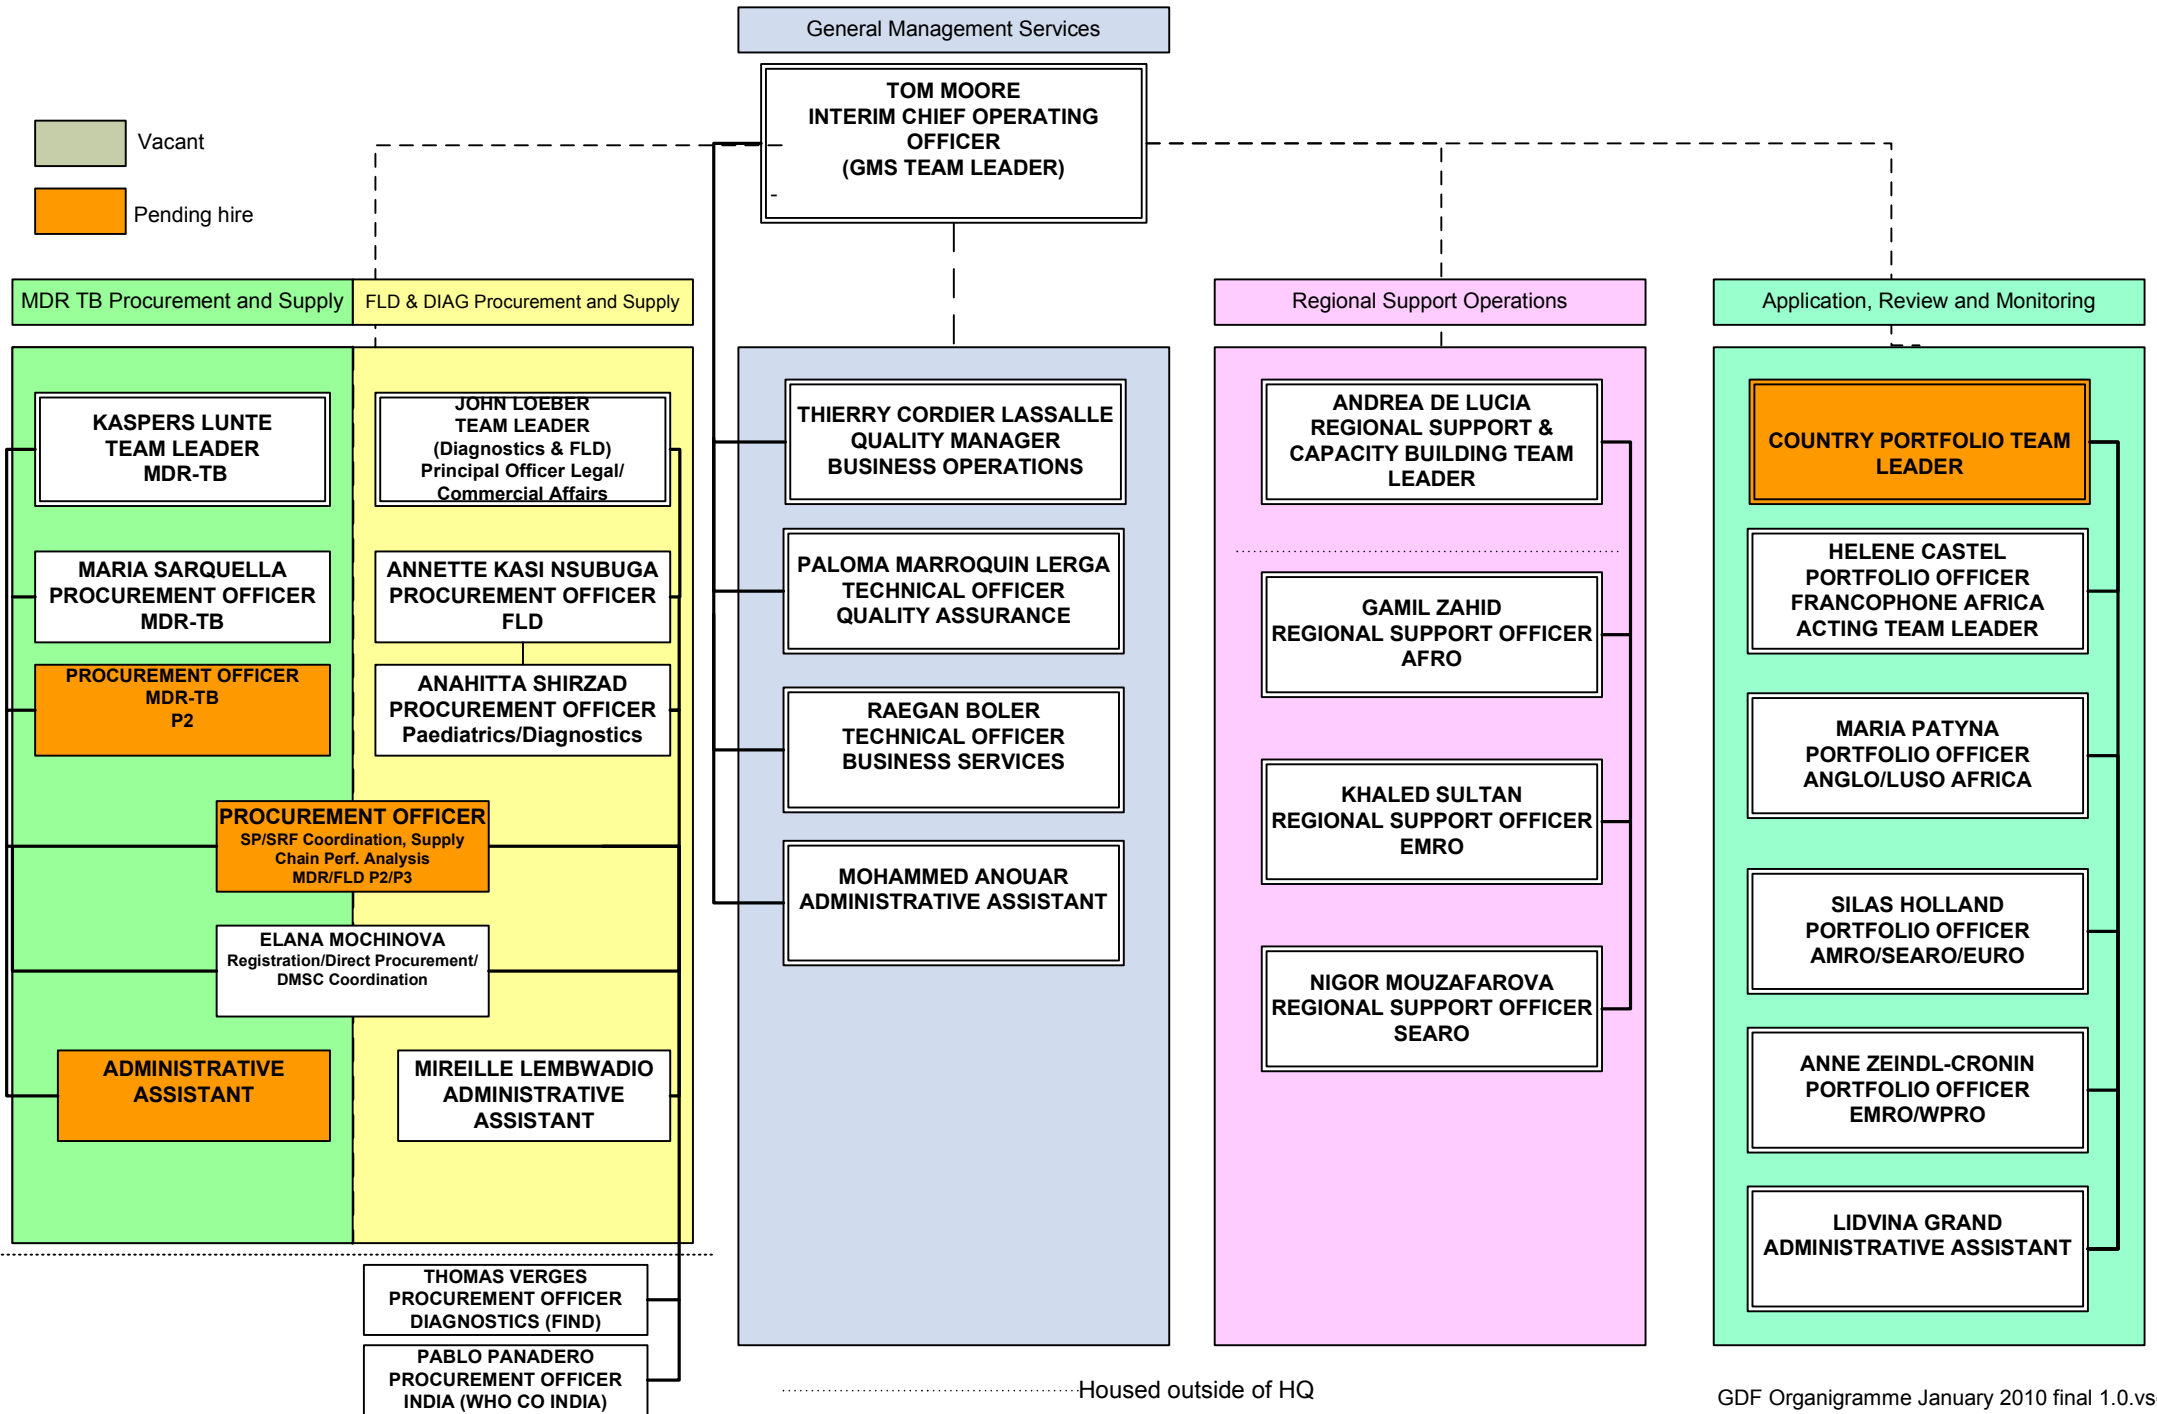 General Management Services
TOM MOORE
INTERIM CHIEF OPERATING
OFFICER
(GMS TEAM LEADER)
-
Vacant
Pending hire
MDR TB Procurement and Supply
FLD & DIAG Procurement and Supply
Regional Support Operations
Application, Review and Monitoring
KASPERS LUNTE
TEAM LEADER
MDR-TB
MARIA SARQUELLA
PROCUREMENT OFFICER
MDR-TB
PROCUREMENT OFFICER
MDR-TB
P2
JOHN LOEBER
TEAM LEADER
(Diagnostics & FLD)
Principal Officer Legal/
Commercial Affairs
ANNETTE KASI NSUBUGA
PROCUREMENT OFFICER
FLD
ANAHITTA SHIRZAD
PROCUREMENT OFFICER
Paediatrics/Diagnostics
PROCUREMENT OFFICER
SP/SRF Coordination, Supply
Chain Perf. Analysis
MDR/FLD P2/P3
ELANA MOCHINOVA
Registration/Direct Procurement/
DMSC Coordination
ADMINISTRATIVE
ASSISTANT
MIREILLE LEMBWADIO
ADMINISTRATIVE
ASSISTANT
THOMAS VERGES
PROCUREMENT OFFICER
DIAGNOSTICS (FIND)
PABLO PANADERO
PROCUREMENT OFFICER
INDIA (WHO CO INDIA)
THIERRY CORDIER LASSALLE
QUALITY MANAGER
BUSINESS OPERATIONS
PALOMA MARROQUIN LERGA
TECHNICAL OFFICER
QUALITY ASSURANCE
RAEGAN BOLER
TECHNICAL OFFICER
BUSINESS SERVICES
MOHAMMED ANOUAR
ADMINISTRATIVE ASSISTANT
ANDREA DE LUCIA
REGIONAL SUPPORT &
CAPACITY BUILDING TEAM
LEADER
GAMIL ZAHID
REGIONAL SUPPORT OFFICER
AFRO
KHALED SULTAN
REGIONAL SUPPORT OFFICER
EMRO
NIGOR MOUZAFAROVA
REGIONAL SUPPORT OFFICER
SEARO
COUNTRY PORTFOLIO TEAM
LEADER
HELENE CASTEL
PORTFOLIO OFFICER
FRANCOPHONE AFRICA
ACTING TEAM LEADER
MARIA PATYNA
PORTFOLIO OFFICER
ANGLO/LUSO AFRICA
SILAS HOLLAND
PORTFOLIO OFFICER
AMRO/SEARO/EURO
ANNE ZEINDL-CRONIN
PORTFOLIO OFFICER
EMRO/WPRO
LIDVINA GRAND
ADMINISTRATIVE ASSISTANT
Housed outside of HQ
GDF Organigramme January 2010 final 1.0.vs